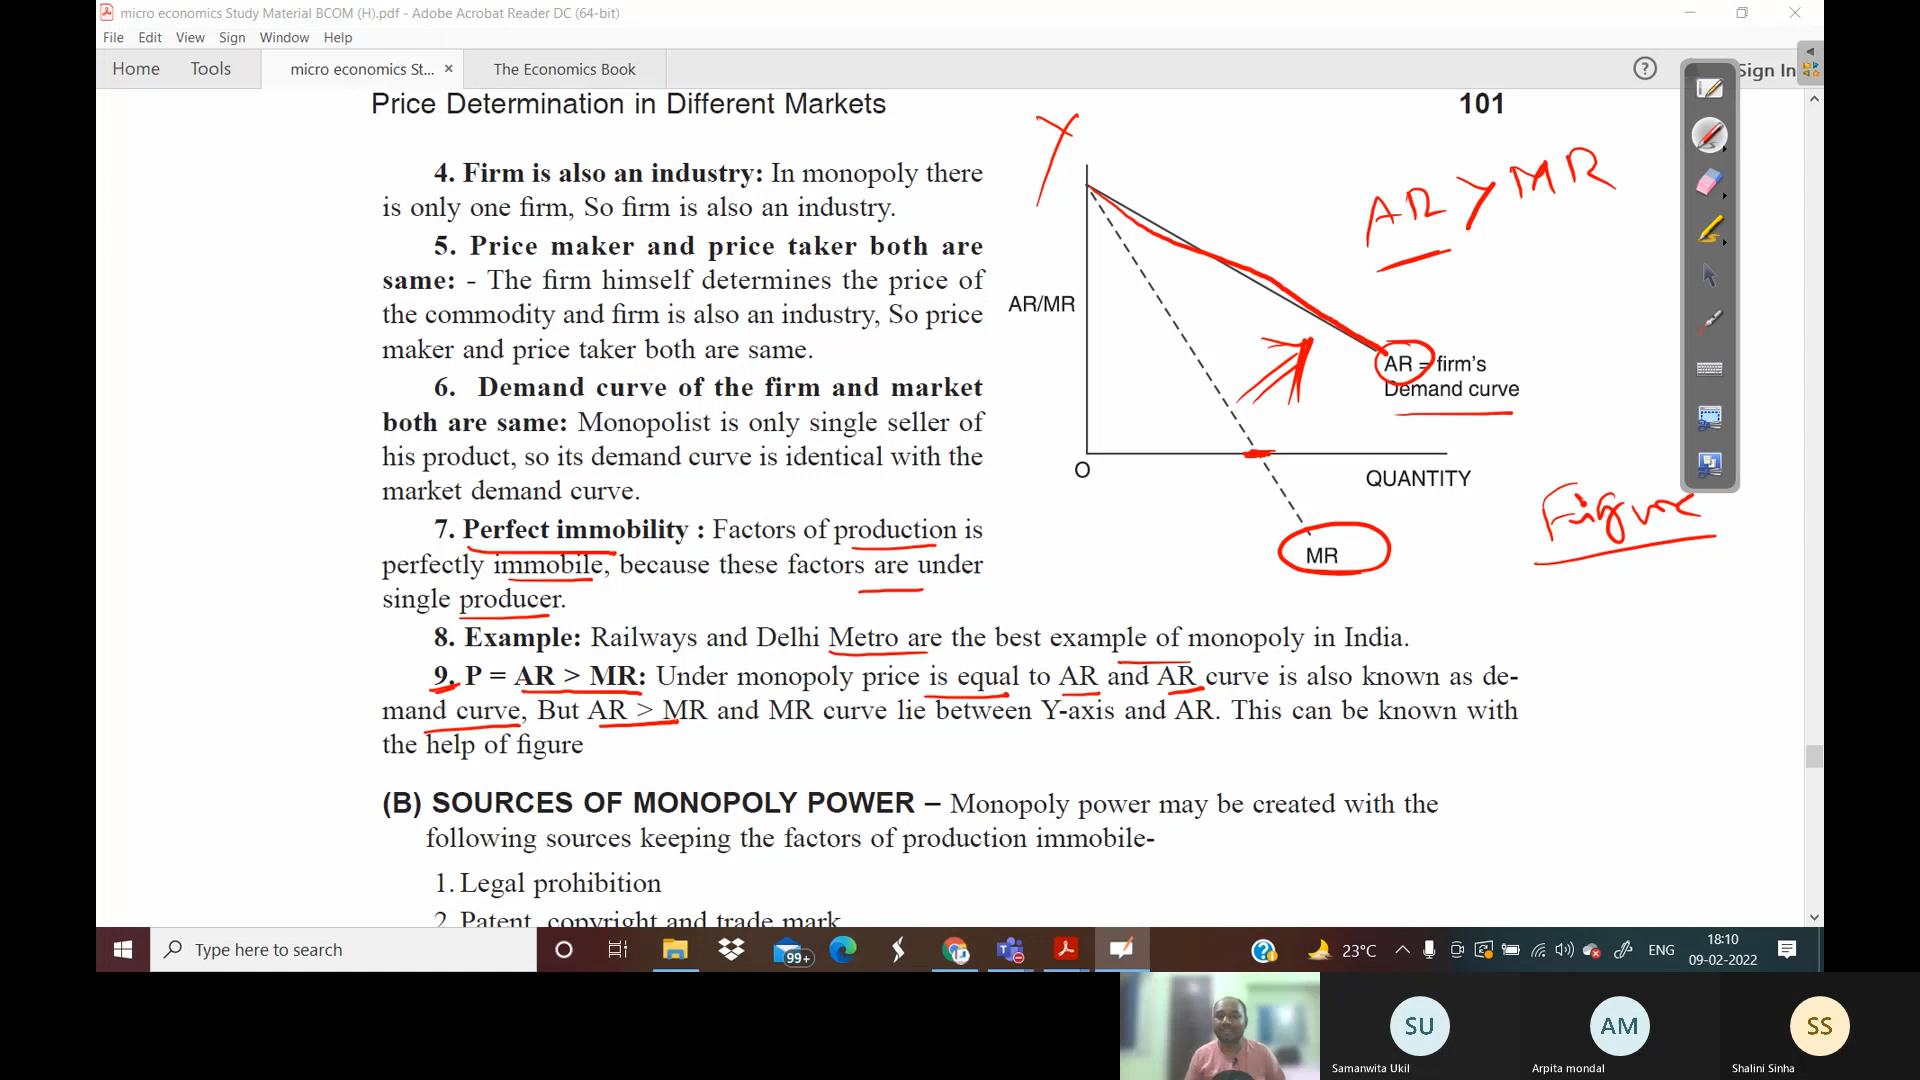 micro economics Study Material BCOM (H).pdf - Adobe Acrobat Reader DC (64-bit)
File Edit View Sign Window Help
Home Tools micro economics St... × The Economics Book ? Sign In
Price Determination in Different Markets 101
4. Firm is also an industry: In monopoly there
is only one firm, So firm is also an industry.
5. Price maker and price taker both are
same: - The firm himself determines the price of
the commodity and firm is also an industry, So price
maker and price taker both are same.
6. Demand curve of the firm and market
both are same: Monopolist is only single seller of
his product, so its demand curve is identical with the
market demand curve.
7. Perfect immobility : Factors of production is
perfectly immobile, because these factors are under
single producer.
Y
AR > MR
AR/MR
AR = firm's
Demand curve
O
QUANTITY
MR
Figure
8. Example: Railways and Delhi Metro are the best example of monopoly in India.
9. P = AR > MR: Under monopoly price is equal to AR and AR curve is also known as de-
mand curve, But AR > MR and MR curve lie between Y-axis and AR. This can be known with
the help of figure
(B) SOURCES OF MONOPOLY POWER – Monopoly power may be created with the
following sources keeping the factors of production immobile-
1. Legal prohibition
2. Patent, copyright and trade mark
Type here to search
99+
23°C
ENG
18:10
09-02-2022
SU AM SS
Samanwita Ukil Arpita mondal Shalini Sinha